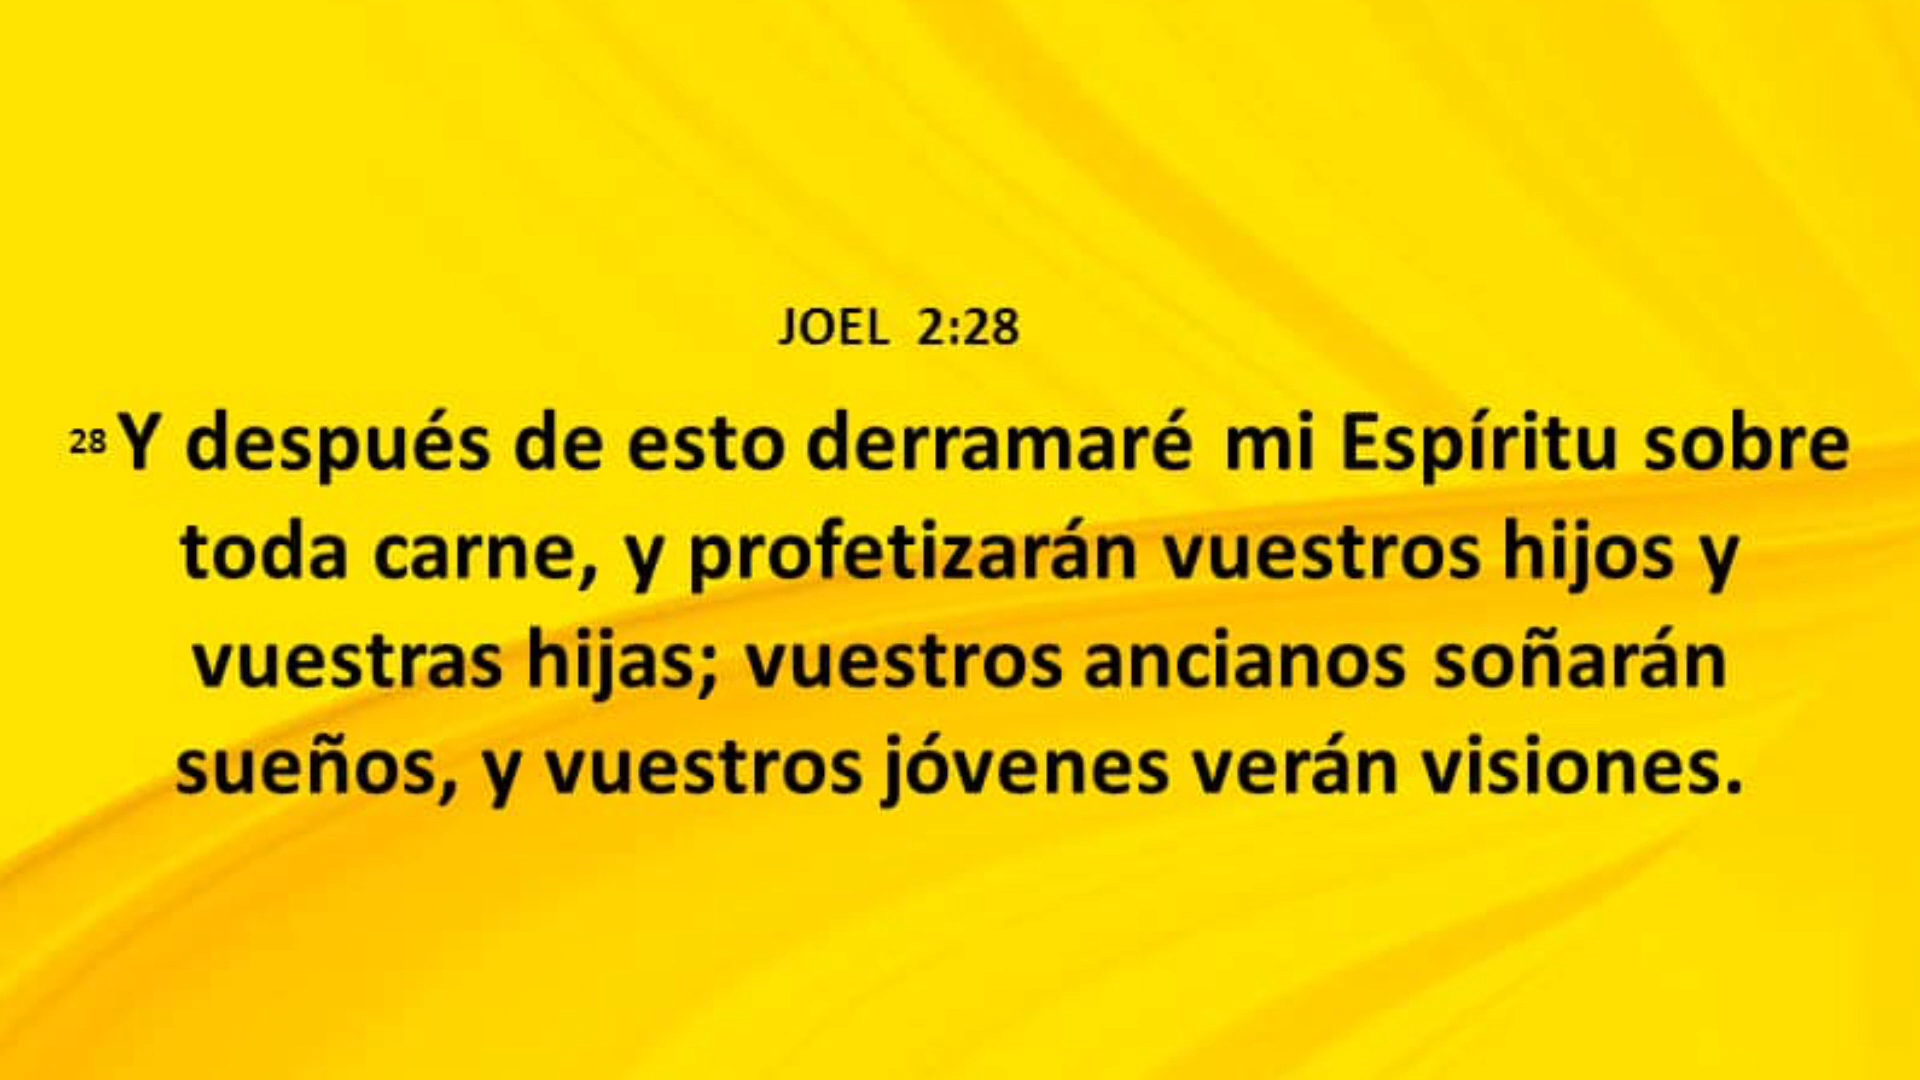 JOEL 2:28
28 Y después de esto derramaré mi Espíritu sobre
toda carne, y profetizarán vuestros hijos y
vuestras hijas; vuestros ancianos soñarán
sueños, y vuestros jóvenes verán visiones.